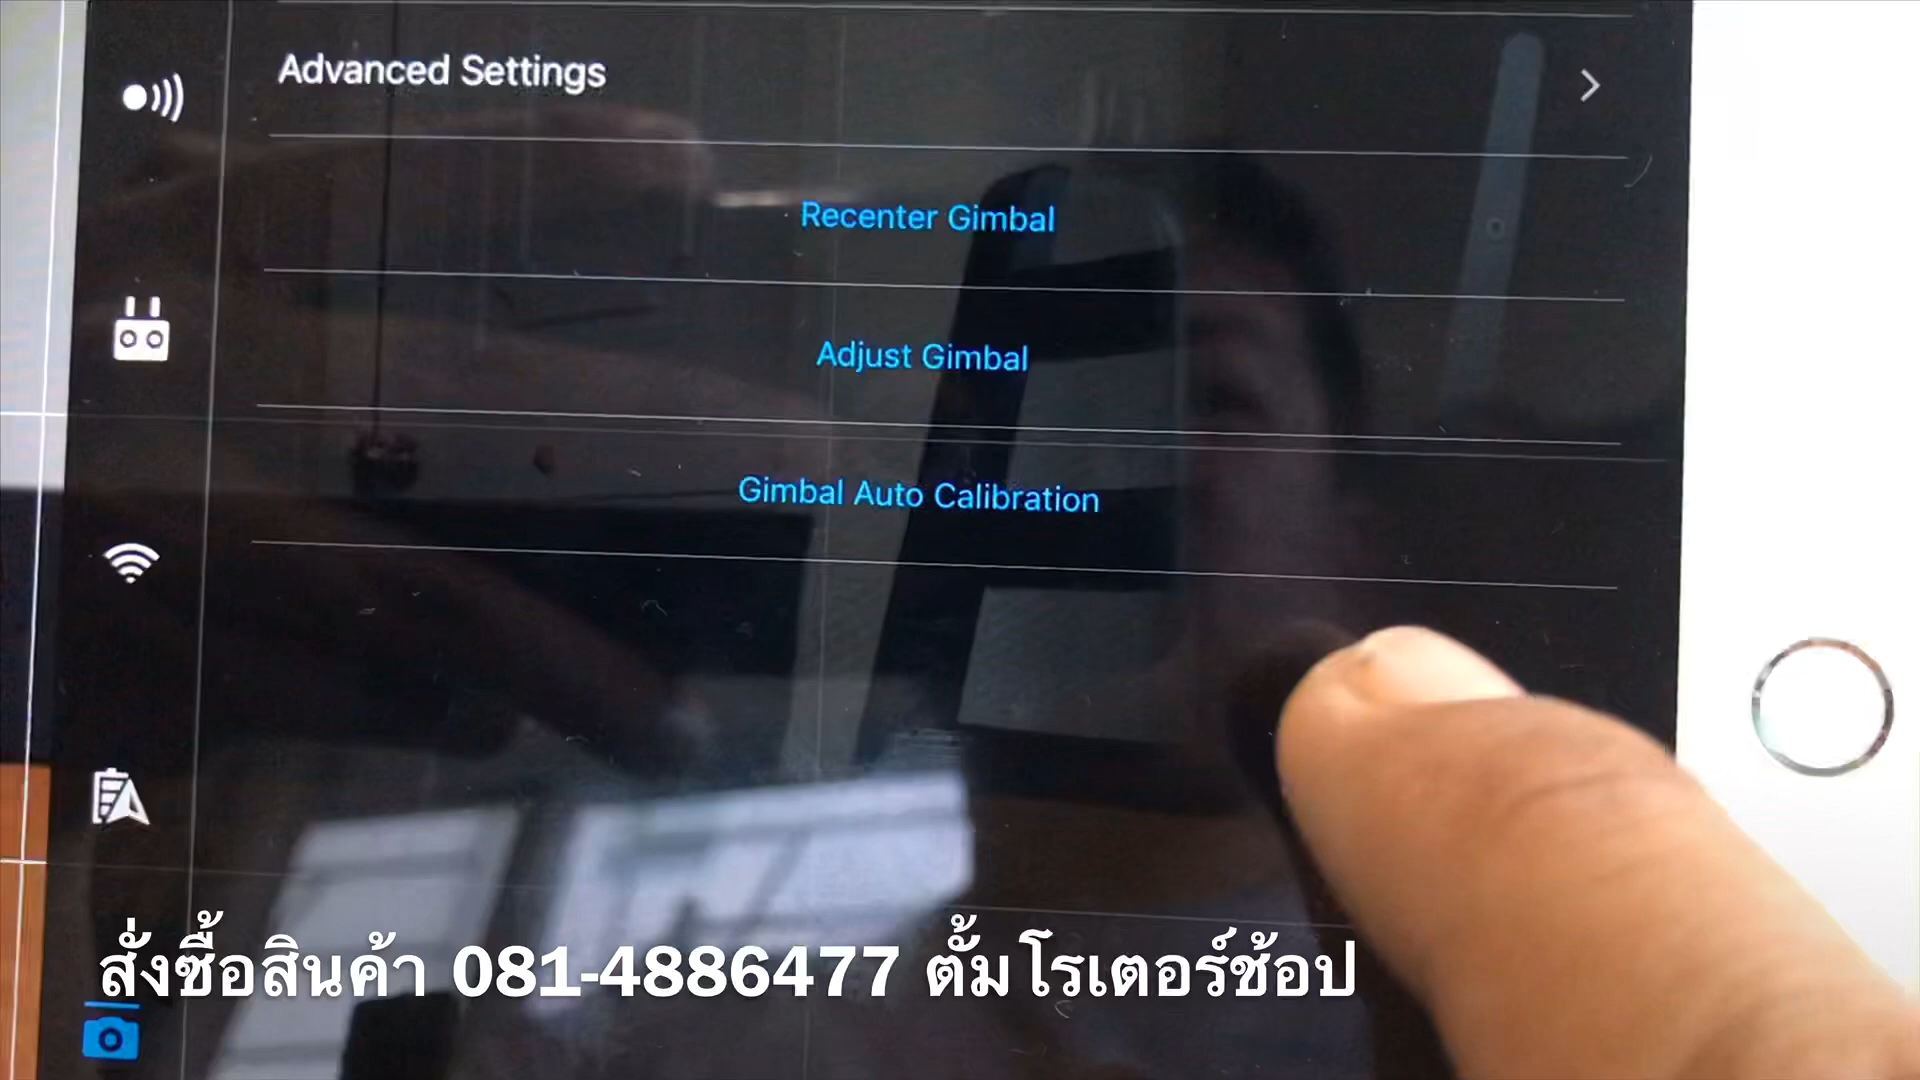 Advanced Settings
Recenter Gimbal
Adjust Gimbal
Gimbal Auto Calibration
สั่งซื้อสินค้า 081-4886477 ตั้มโรเตอร์ช้อป